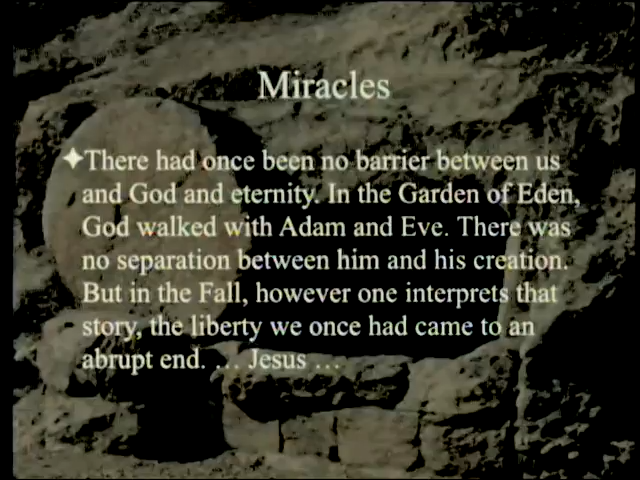 Miracles
✦There had once been no barrier between us
and God and eternity. In the Garden of Eden,
God walked with Adam and Eve. There was
no separation between him and his creation.
But in the Fall, however one interprets that
story, the liberty we once had came to an
abrupt end. … Jesus …